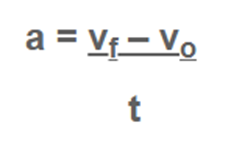 a = vf – vo
t